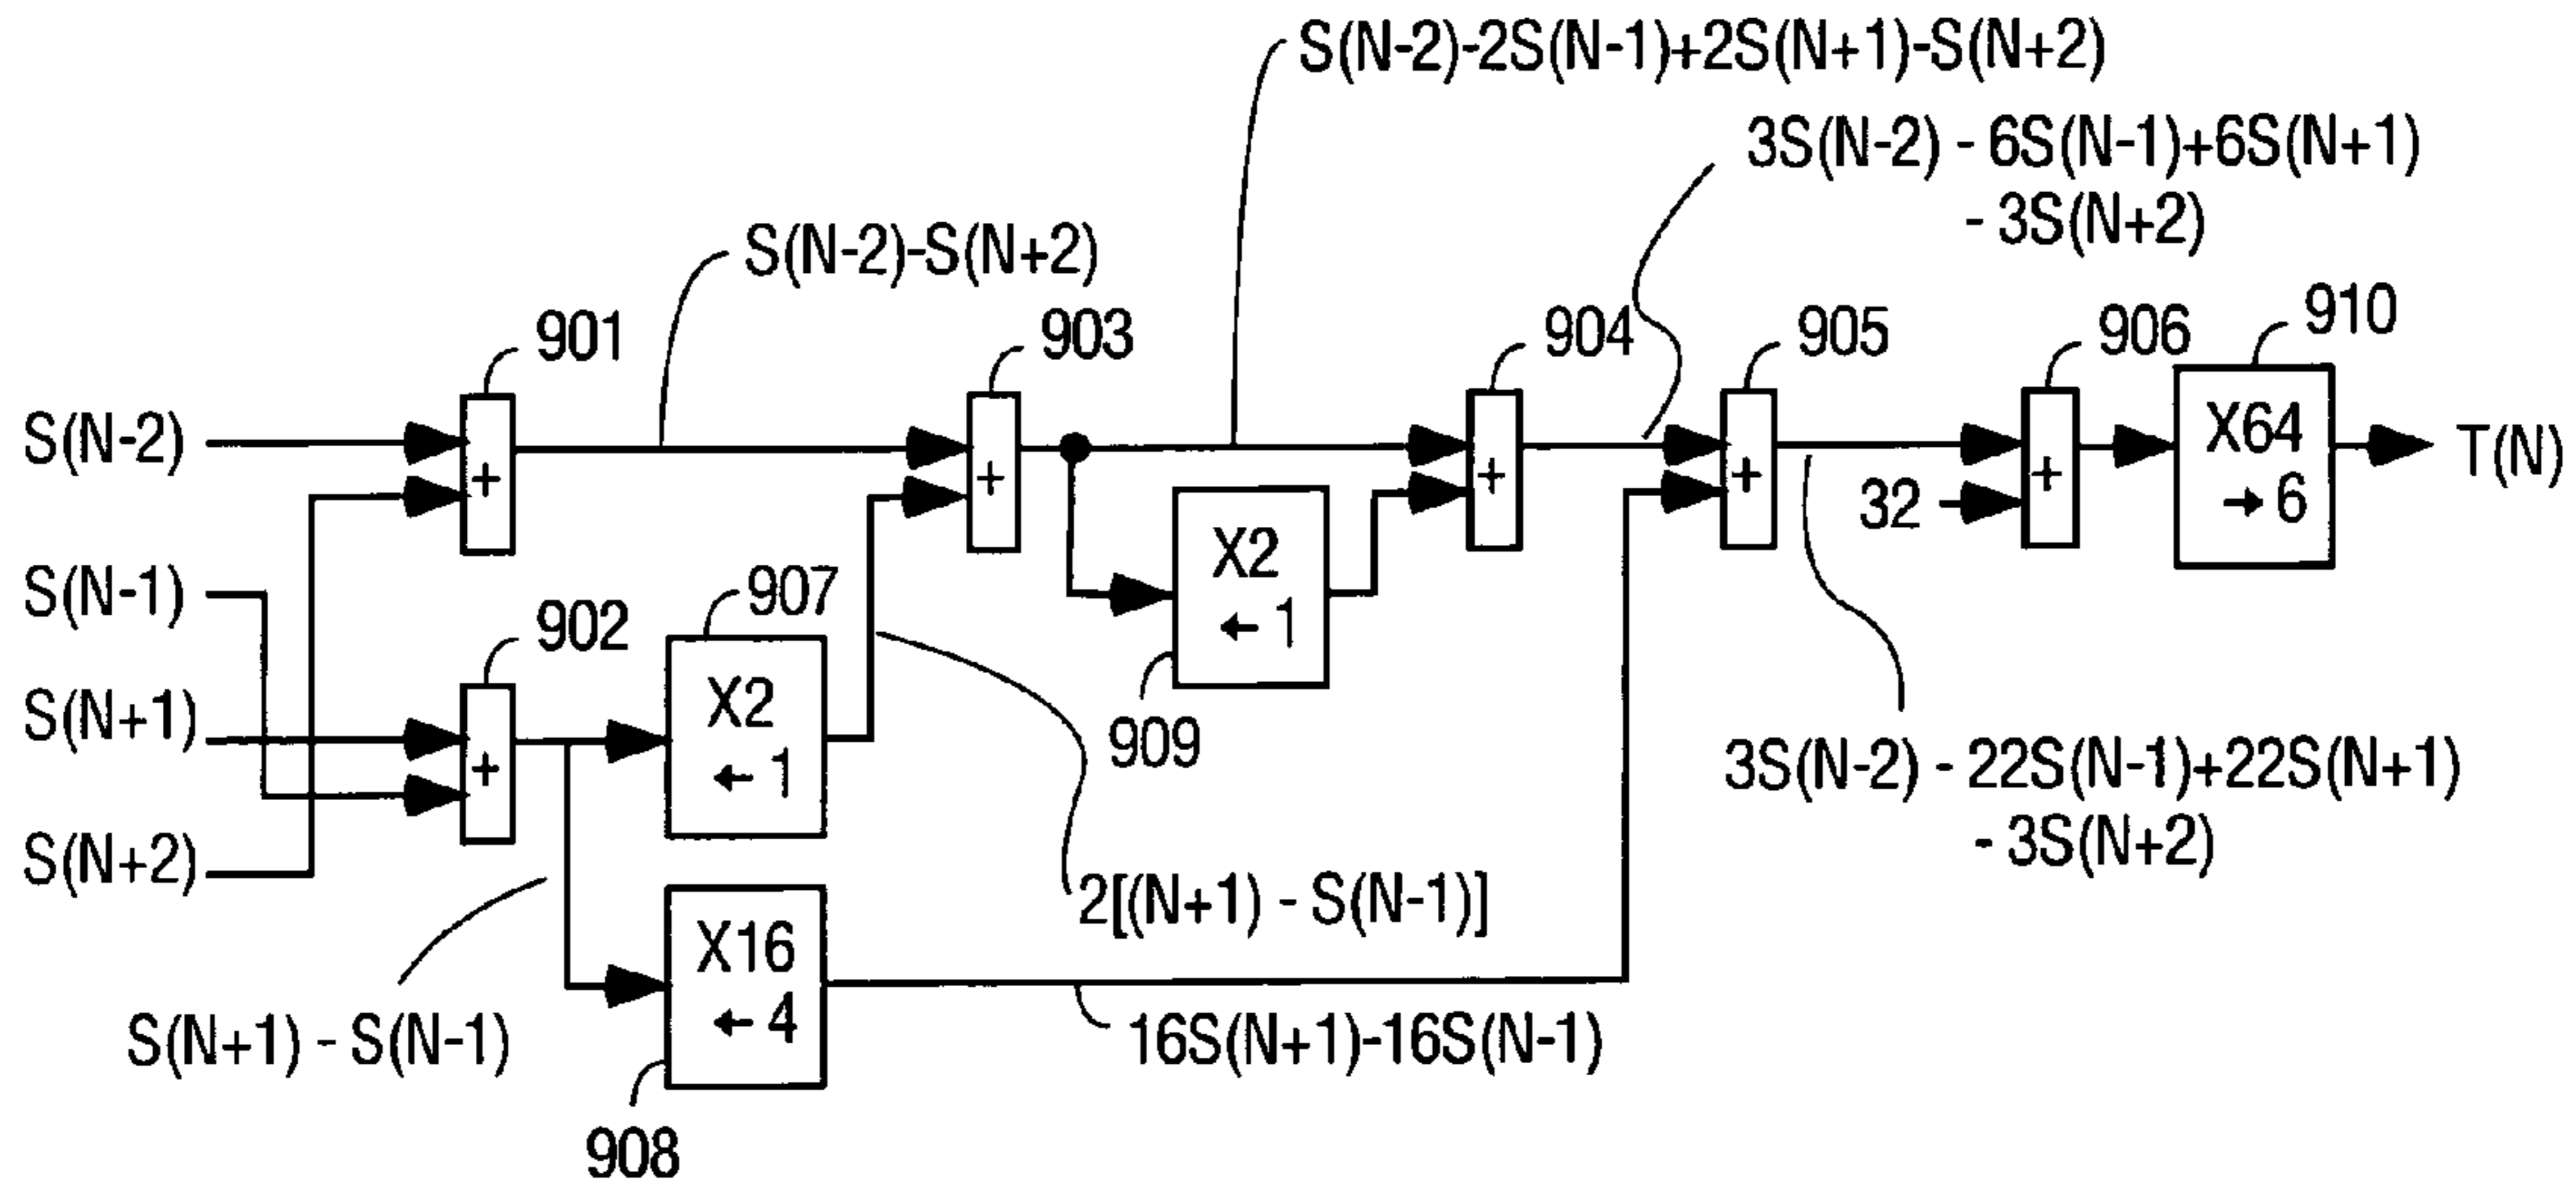 S(N-2)-2S(N-1)+2S(N+1)-S(N+2)
3S(N-2) - 6S(N-1)+6S(N+1)
- 3S(N+2)
S(N-2)-S(N+2)
901
903
904
905
906
910
S(N-2)
+
+
+
+
+
32
X64
→ 6
T(N)
S(N-1)
902
907
X2
← 1
909
S(N+1)
+
X2
← 1
3S(N-2) - 22S(N-1)+22S(N+1)
- 3S(N+2)
S(N+2)
2[(N+1) - S(N-1)]
X16
← 4
S(N+1) - S(N-1)
16S(N+1)-16S(N-1)
908